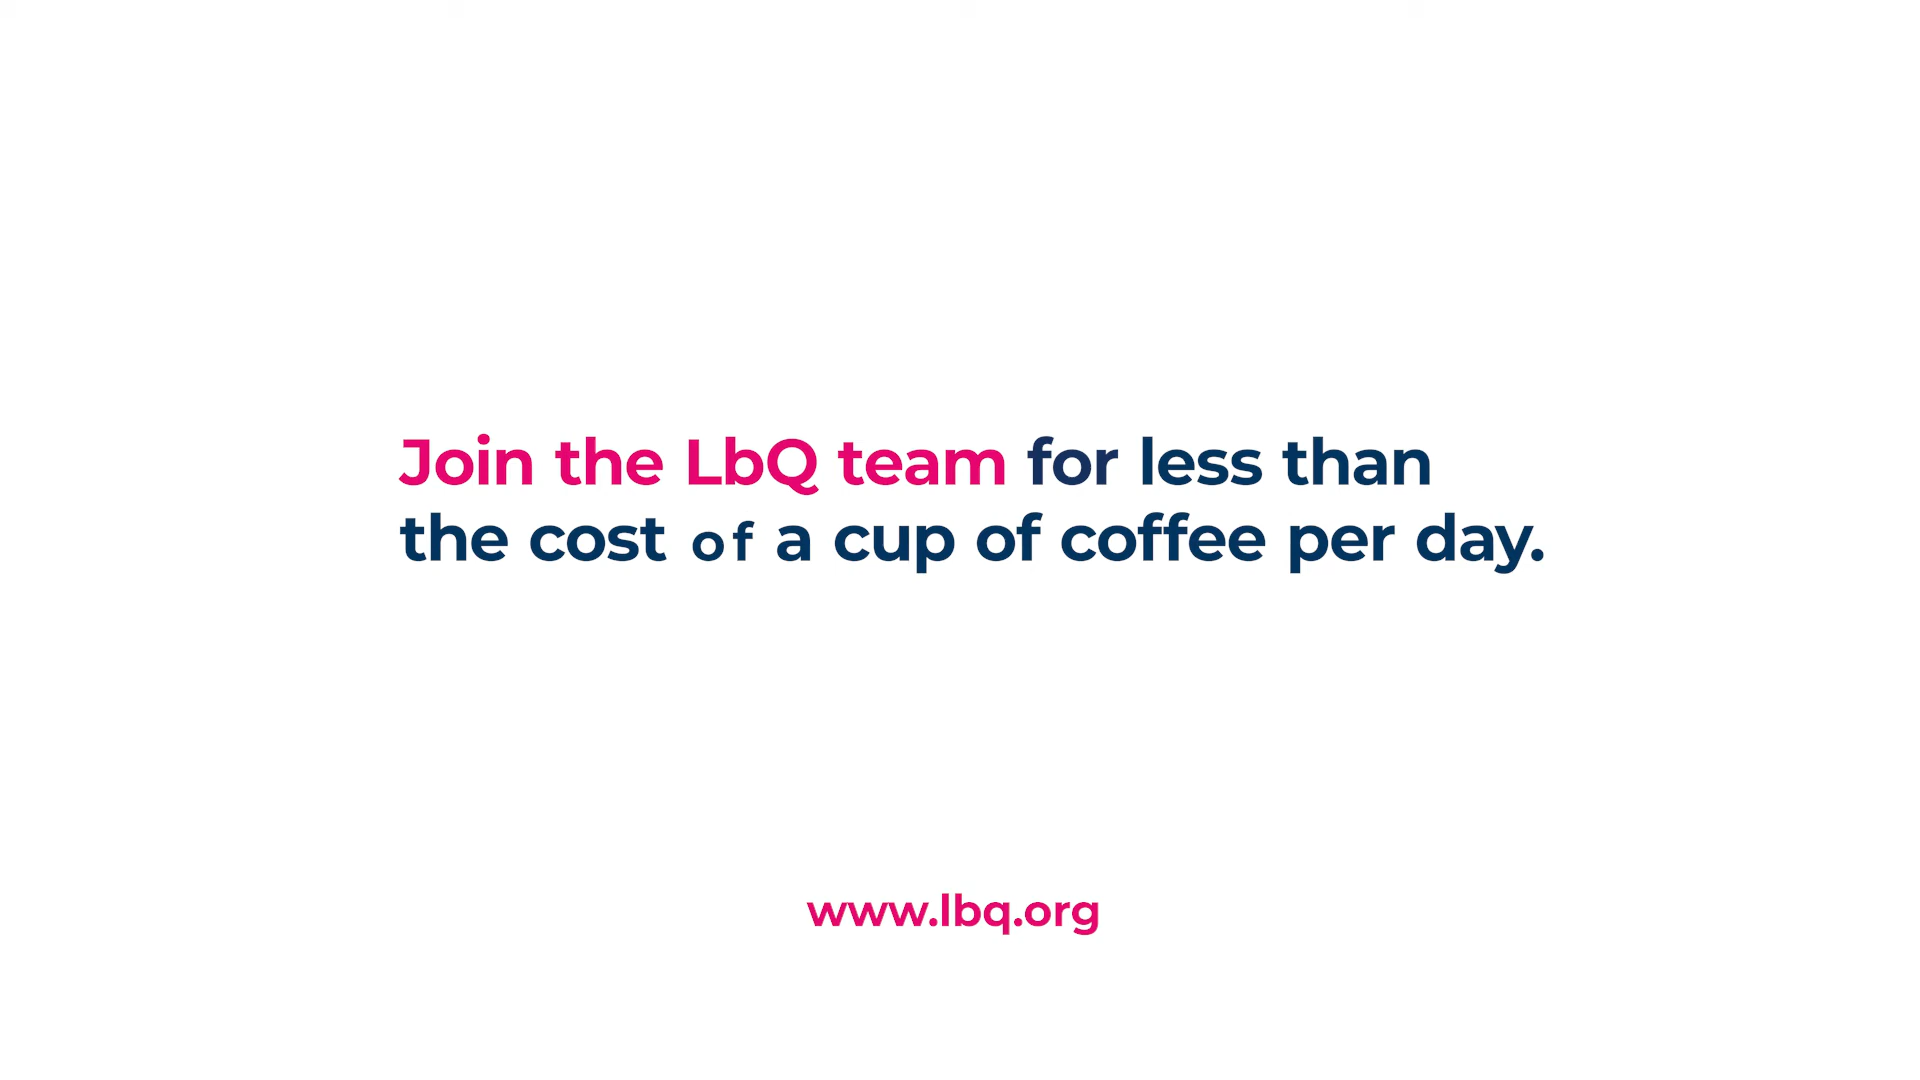 Join the LbQ team for less than
the cost of a cup of coffee per day.
www.lbq.org